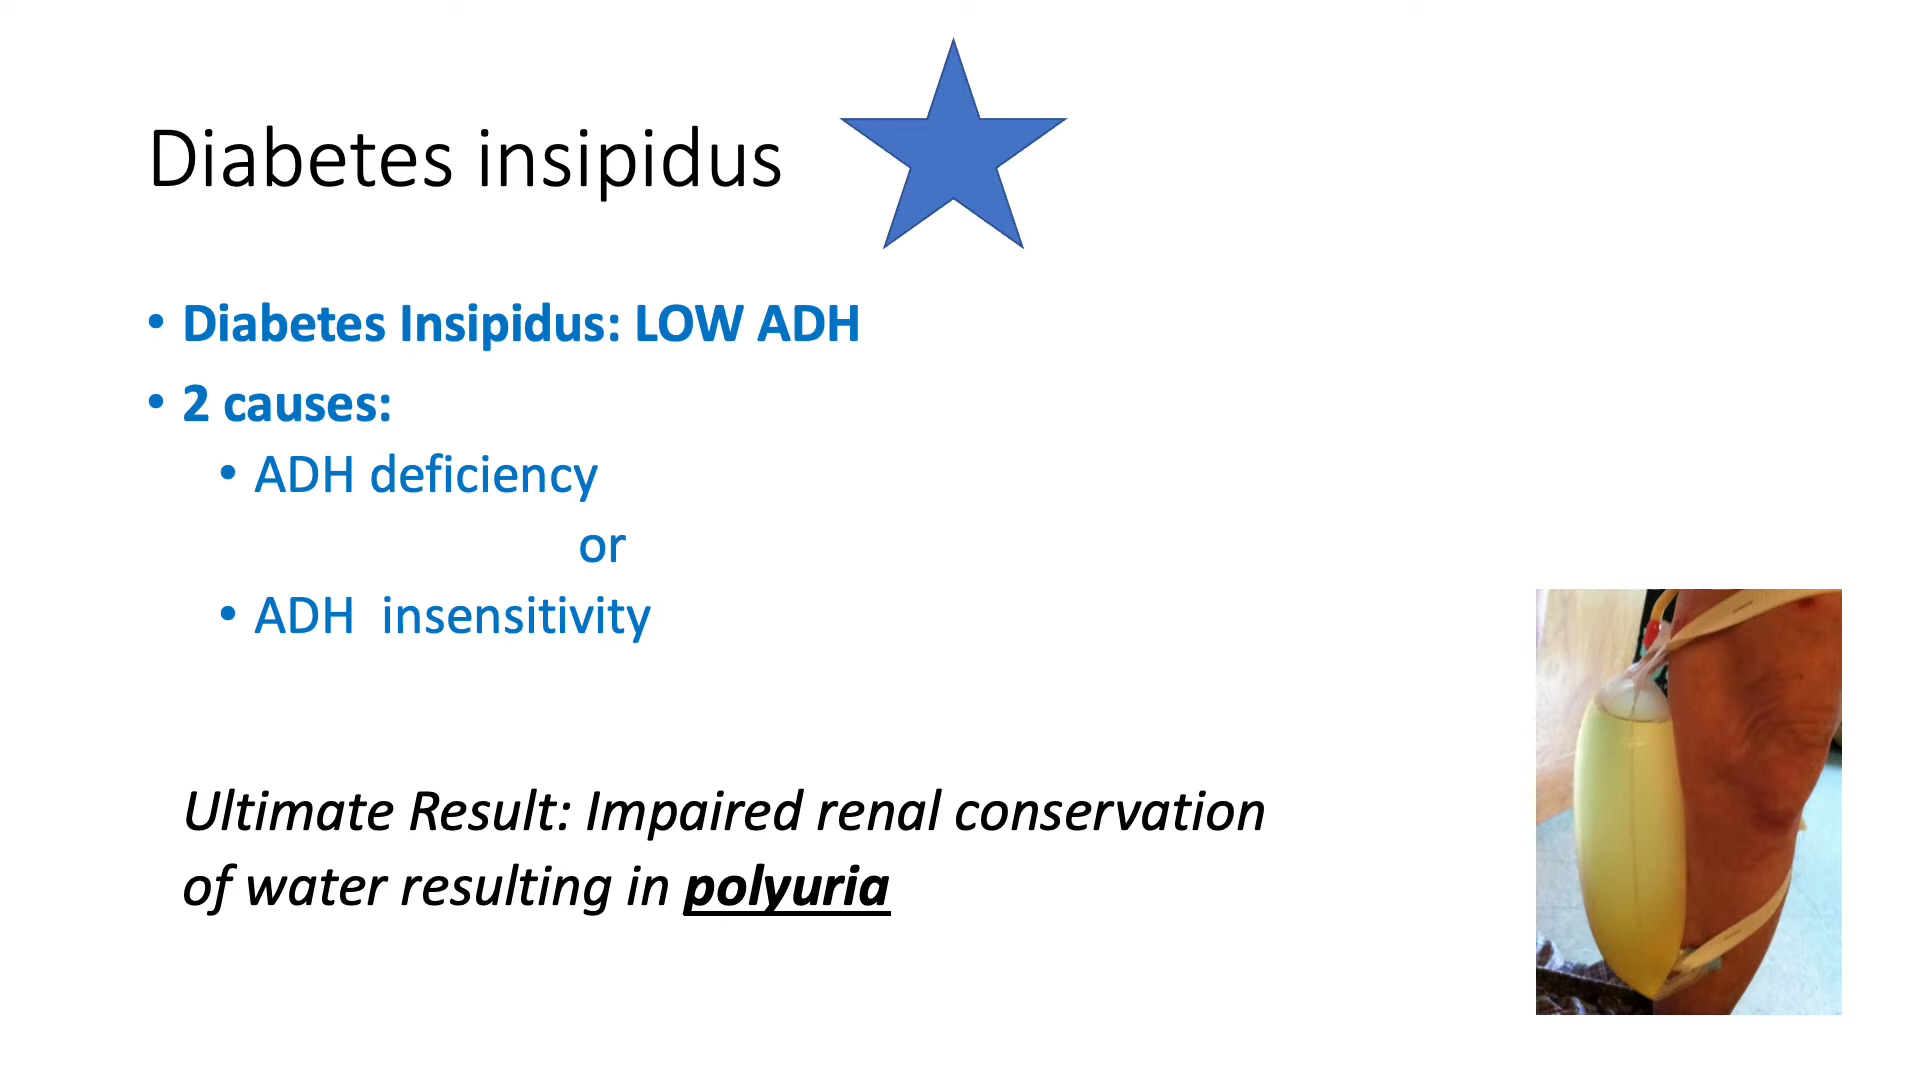 Diabetes insipidus
• Diabetes Insipidus: LOW ADH
• 2 causes:
• ADH deficiency
or
• ADH  insensitivity
Ultimate Result: Impaired renal conservation
of water resulting in polyuria